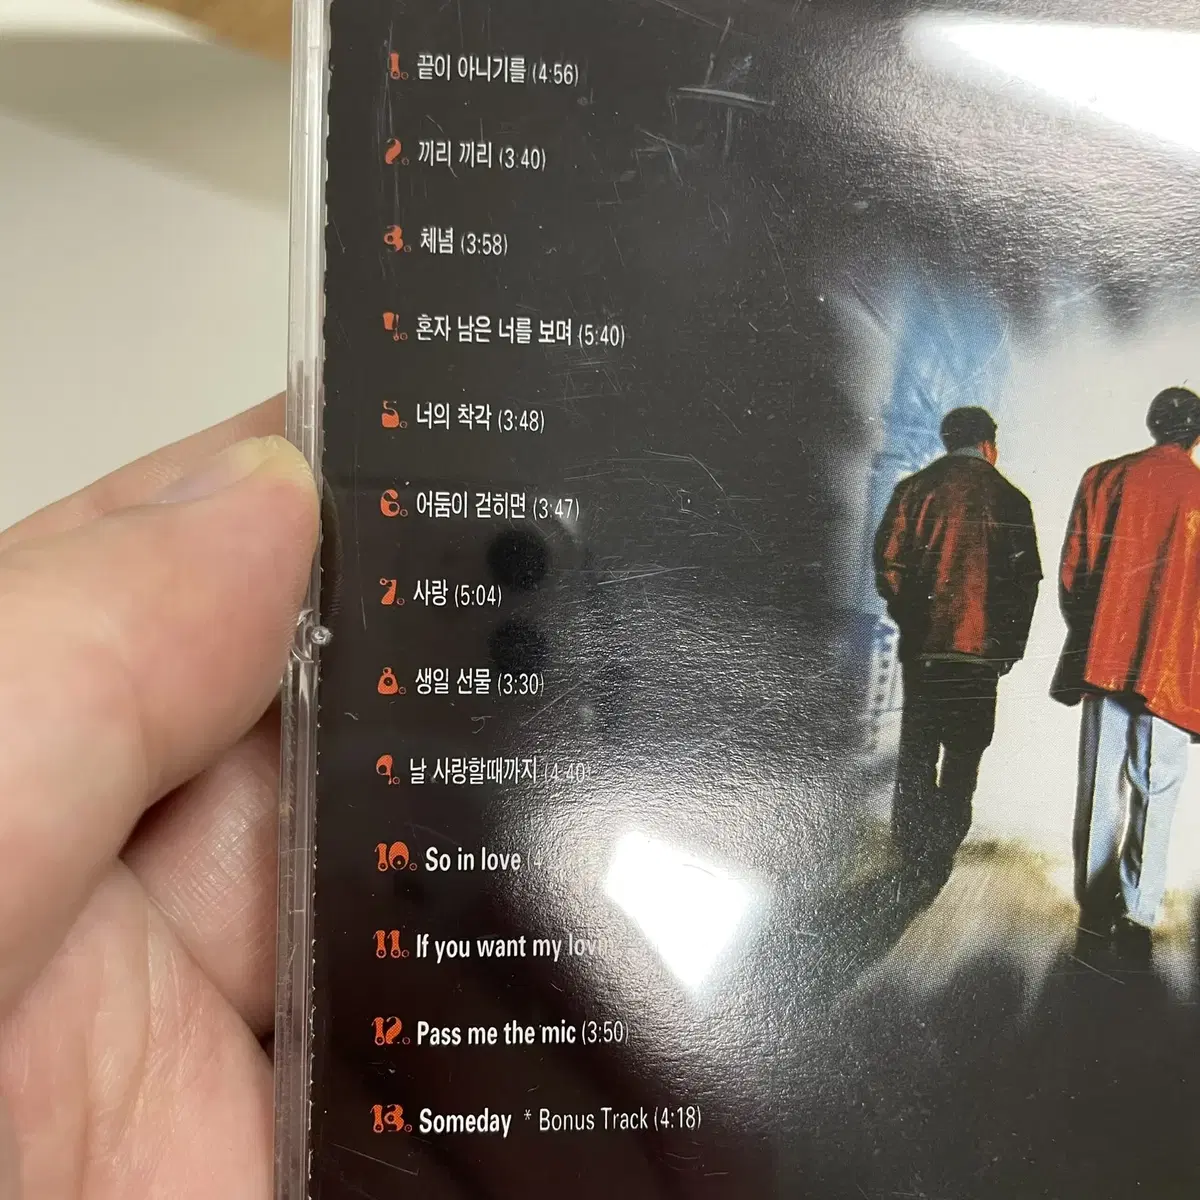 1. 끝이 아니기를 (4:56)
2. 끼리 끼리 (3:40)
3. 체념 (3:58)
4. 혼자 남은 너를 보며 (5:40)
5. 너의 착각 (3:48)
6. 어둠이 걷히면 (3:47)
7. 사랑 (5:04)
8. 생일 선물 (3:30)
9. 날 사랑할때까지 (4:40)
10. So in love
11. If you want my
12. Pass me the mic (3:50)
13. Someday * Bonus Track (4:18)